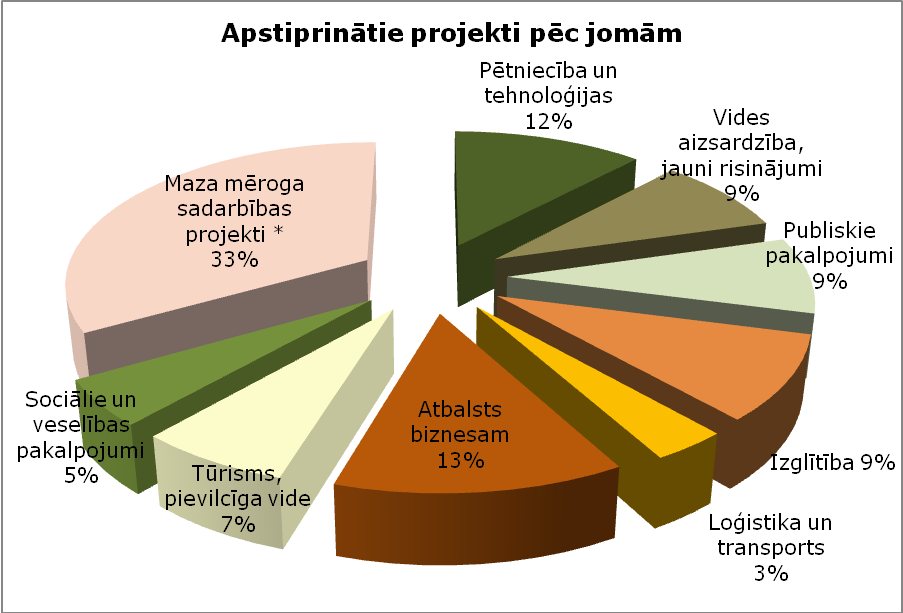 Apstiprinātie projekti pēc jomām
Pētniecība un
tehnoloģijas
12%
Vides
aizsardzība,
jauni risinājumi
9%
Publiskie
pakalpojumi
9%
Izglītība 9%
Loģistika un
transports
3%
Atbalsts
biznesam
13%
Tūrisms,
pievilcīga vide
7%
Sociālie un
veselības
pakalpojumi
5%
Maza mēroga
sadarbības
projekti *
33%